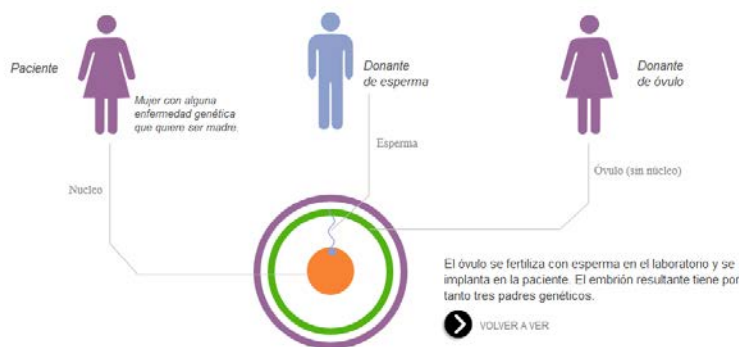 Paciente
Mujer con alguna
enfermedad genética
que quiere ser madre.
Donante
de esperma
Donante
de óvulo
Esperma
Óvulo (sin núcleo)
Nucleo
El óvulo se fertiliza con esperma en el laboratorio y se
implanta en la paciente. El embrión resultante tiene por
tanto tres padres genéticos.
VOLVER A VER